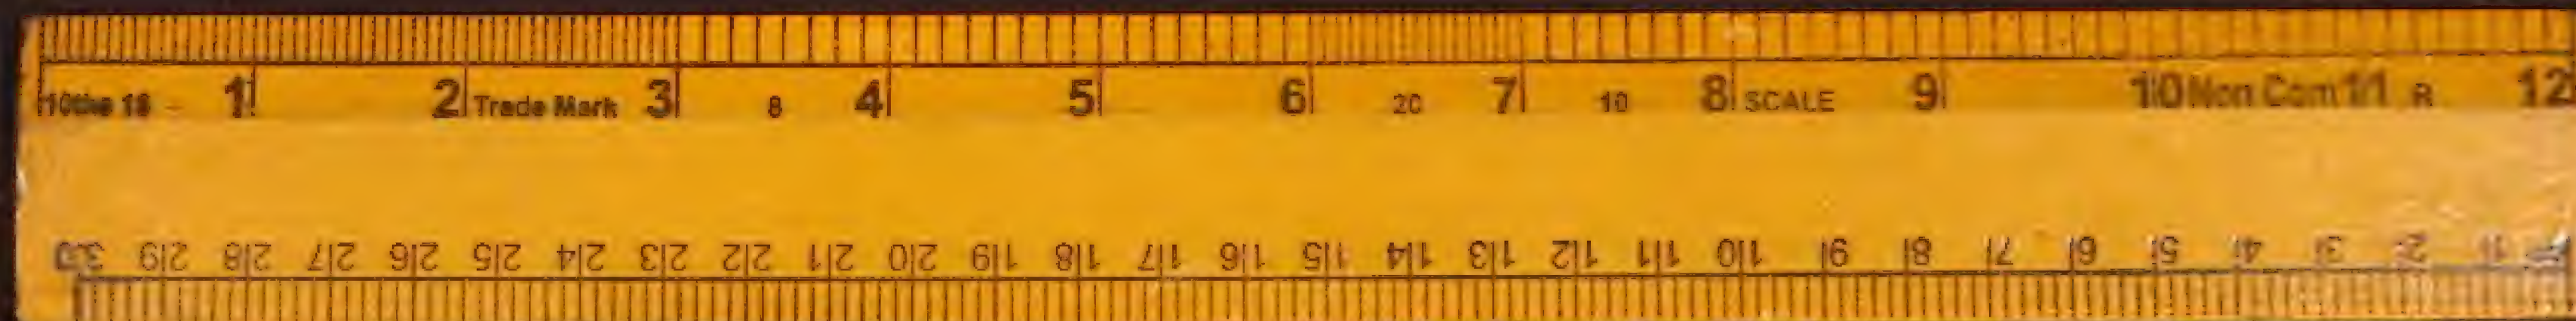 10ths 16 1 2 Trade Mark 3 8 4 5 6 20 7 10 8 SCALE 9 10 Non Com 11 R 12
30 29 28 27 26 25 24 23 22 21 20 19 18 17 16 15 14 13 12 11 10 9 8 7 6 5 4 3 2 1